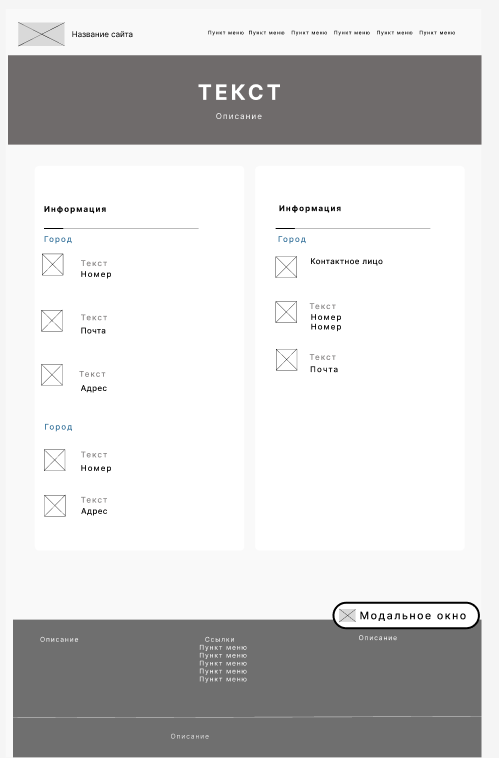 Название сайта
Пункт меню Пункт меню Пункт меню Пункт меню Пункт меню Пункт меню
ТЕКСТ
Описание
Информация
Город
Текст
Номер
Текст
Почта
Текст
Адрес
Город
Текст
Номер
Текст
Адрес
Информация
Город
Контактное лицо
Текст
Номер
Номер
Текст
Почта
Модальное окно
Описание
Ссылки
Пункт меню
Пункт меню
Пункт меню
Пункт меню
Пункт меню
Описание
Описание